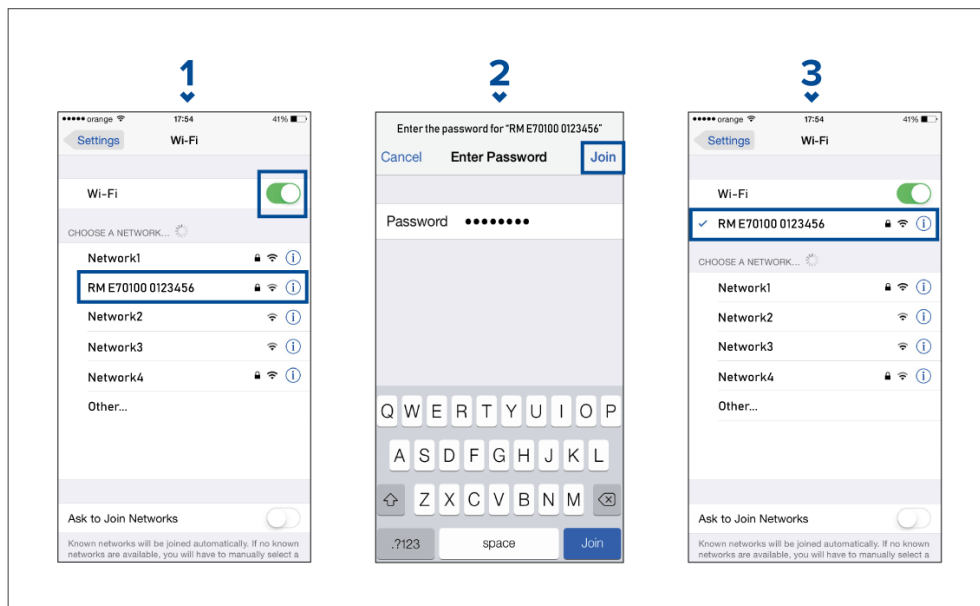 1
orange 17:54 41%
Settings Wi-Fi
Wi-Fi
CHOOSE A NETWORK...
Network1
RM E70100 0123456
Network2
Network3
Network4
Other...
Ask to Join Networks
Known networks will be joined automatically. If no known
networks are available, you will have to manually select a
2
Enter the password for "RM E70100 0123456"
Cancel Enter Password Join
Password ●●●●●●●●
Q W E R T Y U I O P
A S D F G H J K L
Z X C V B N M
.?123 space Join
3
orange 17:54 41%
Settings Wi-Fi
Wi-Fi
RM E70100 0123456
CHOOSE A NETWORK...
Network1
Network2
Network3
Network4
Other...
Ask to Join Networks
Known networks will be joined automatically. If no known
networks are available, you will have to manually select a